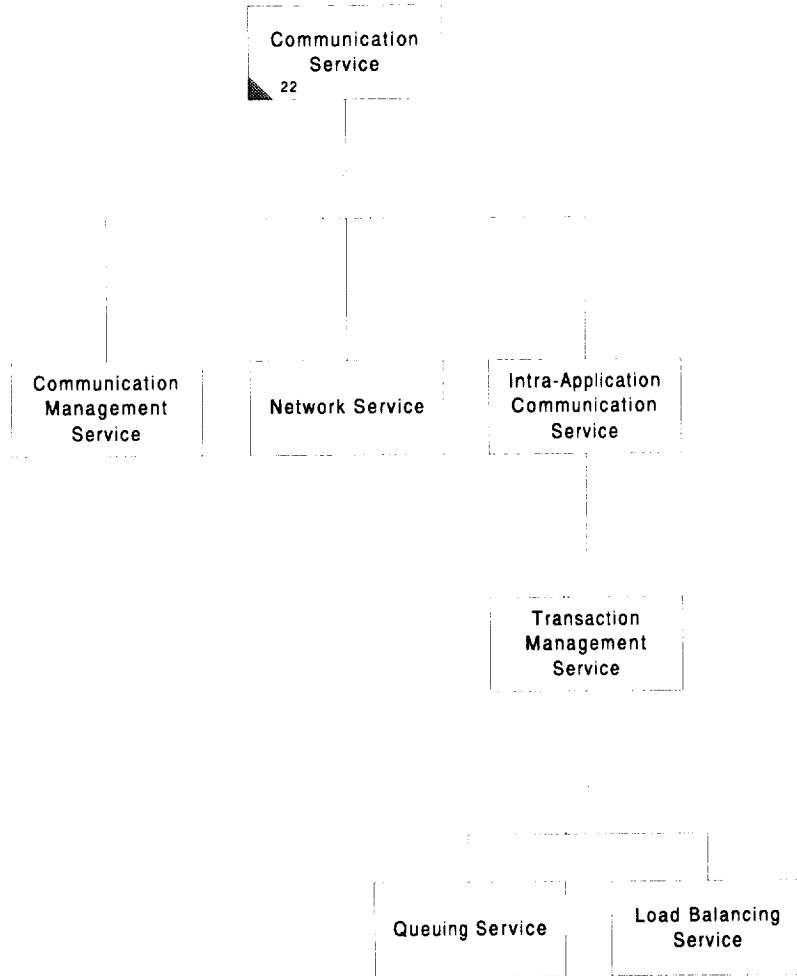 Communication
Service
22
Communication
Management
Service
Network Service
Intra-Application
Communication
Service
Transaction
Management
Service
Queuing Service
Load Balancing
Service